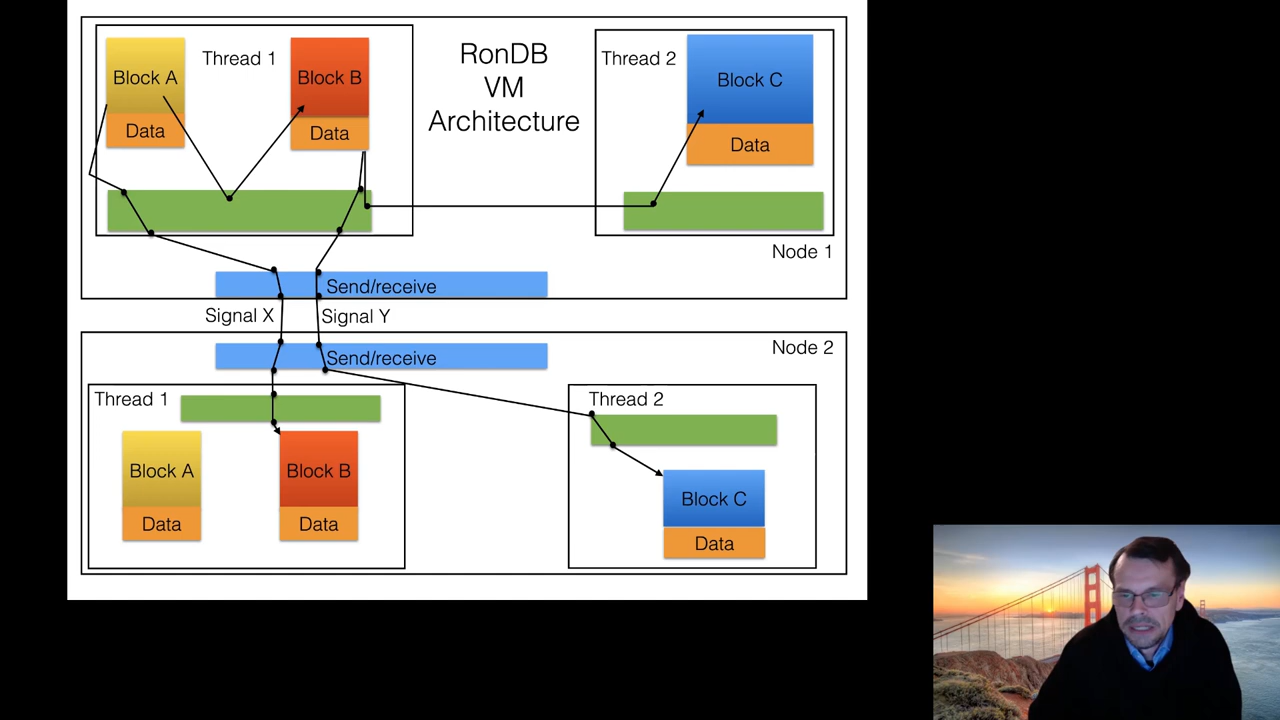 Thread 1
Block A
Data
Block B
Data
RonDB
VM
Architecture
Thread 2
Block C
Data
Node 1
Send/receive
Signal X
Signal Y
Node 2
Send/receive
Thread 1
Block A
Data
Block B
Data
Thread 2
Block C
Data